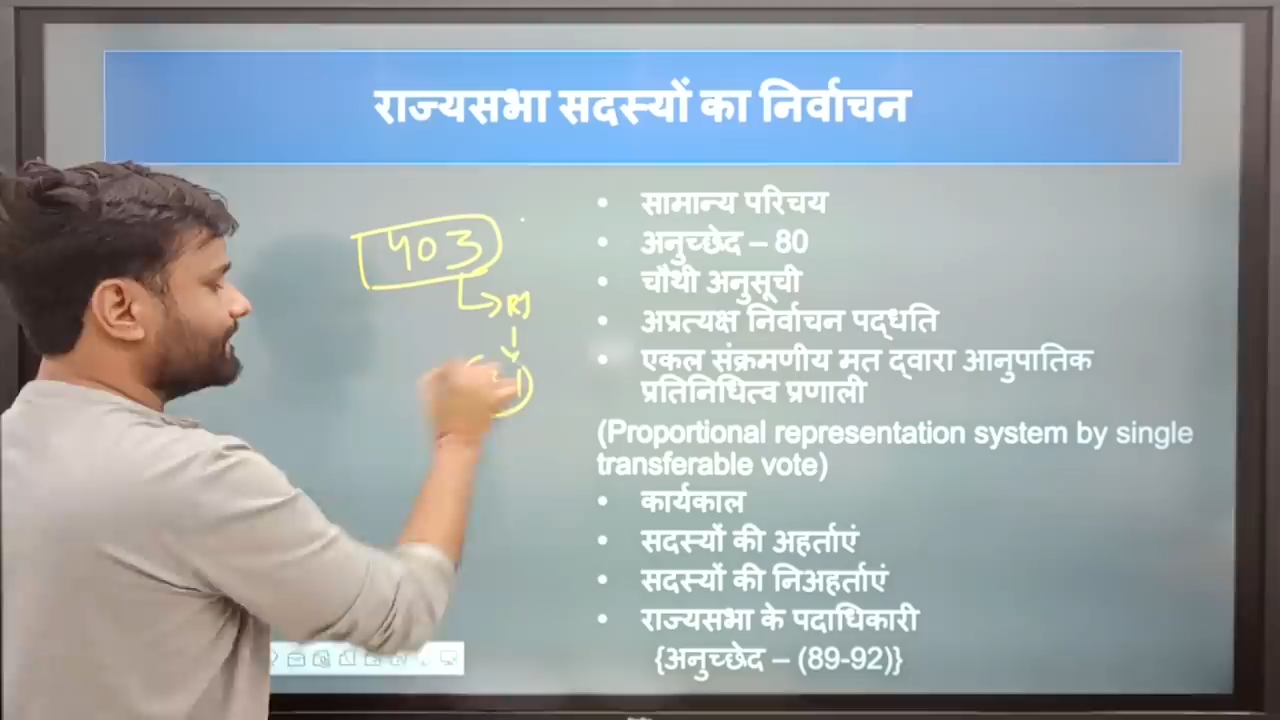 राज्यसभा सदस्यों का निर्वाचन
• सामान्य परिचय
• अनुच्छेद – 80
• चौथी अनुसूची
• अप्रत्यक्ष निर्वाचन पद्धति
• एकल संक्रमणीय मत द्वारा आनुपातिक
प्रतिनिधित्व प्रणाली
(Proportional representation system by single
transferable vote)
• कार्यकाल
• सदस्यों की अहर्ताएं
• सदस्यों की निअहर्ताएं
• राज्यसभा के पदाधिकारी
{अनुच्छेद – (89-92)}
403